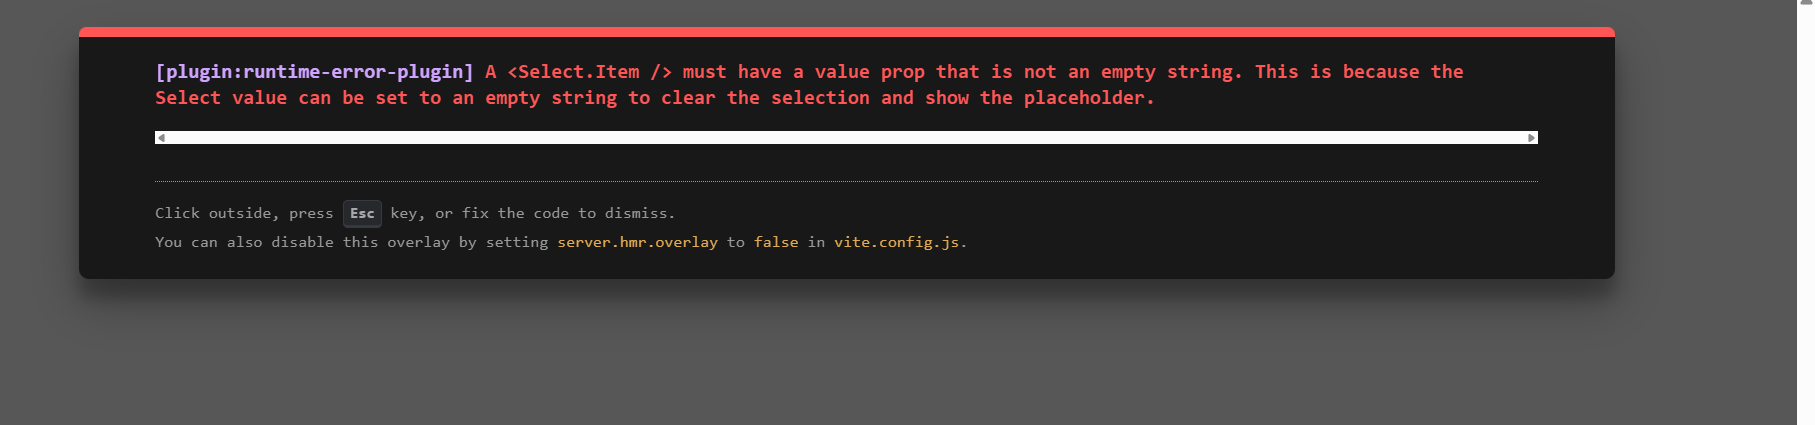 [plugin:runtime-error-plugin] A <Select.Item /> must have a value prop that is not an empty string. This is because the
Select value can be set to an empty string to clear the selection and show the placeholder.
Click outside, press Esc key, or fix the code to dismiss.
You can also disable this overlay by setting server.hmr.overlay to false in vite.config.js.